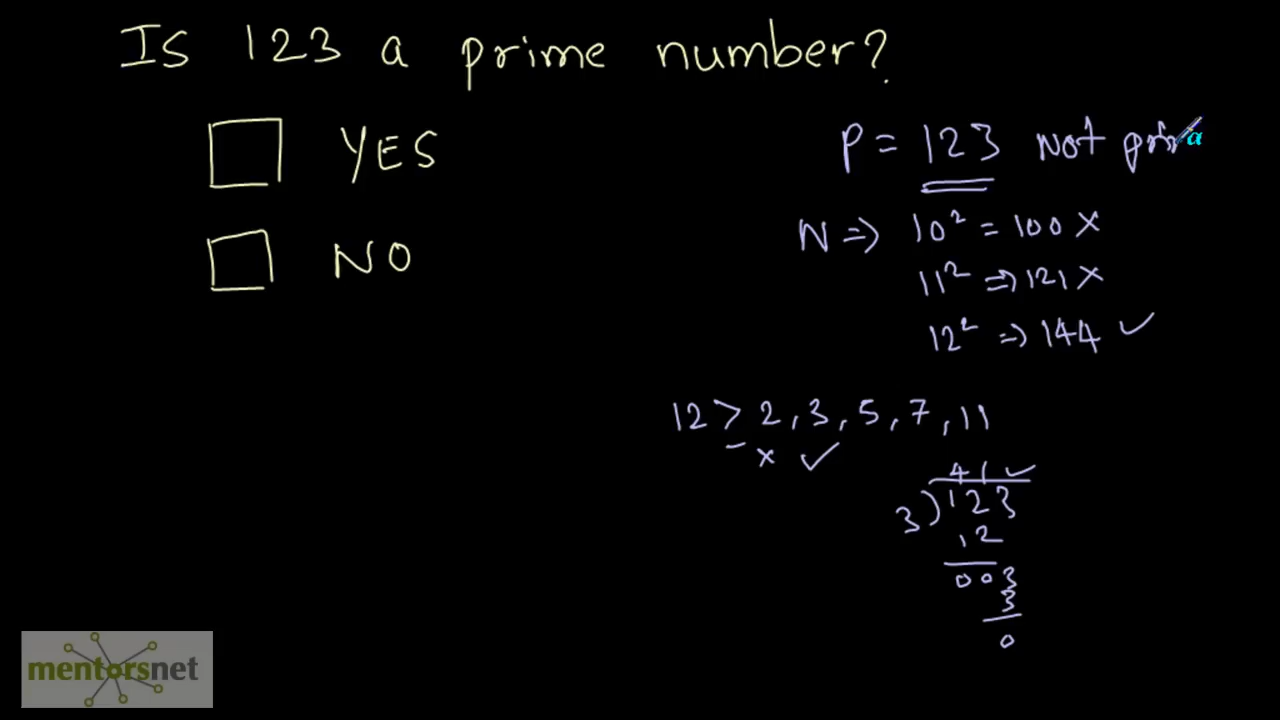 Is 123 a prime number?
YES
P = 123 not prim
N => 10² = 100 x
11² => 121 x
NO
12² => 144 ✓
12 > 2, 3, 5, 7, 11
x ✓
41 ✓
3)123
12
003
3
0
mentorsnet